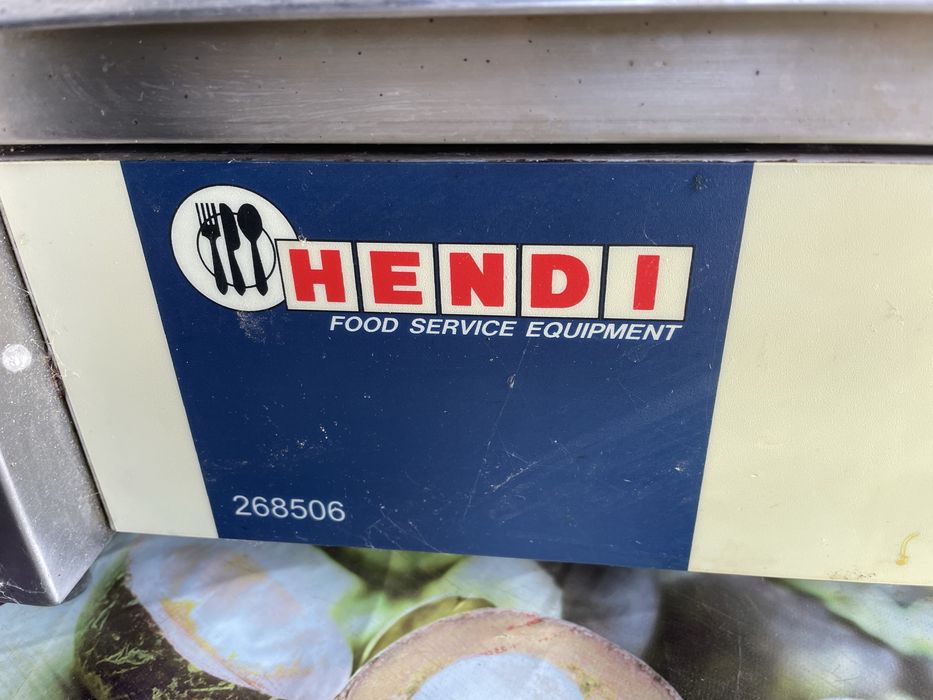 HENDI
FOOD SERVICE EQUIPMENT
268506